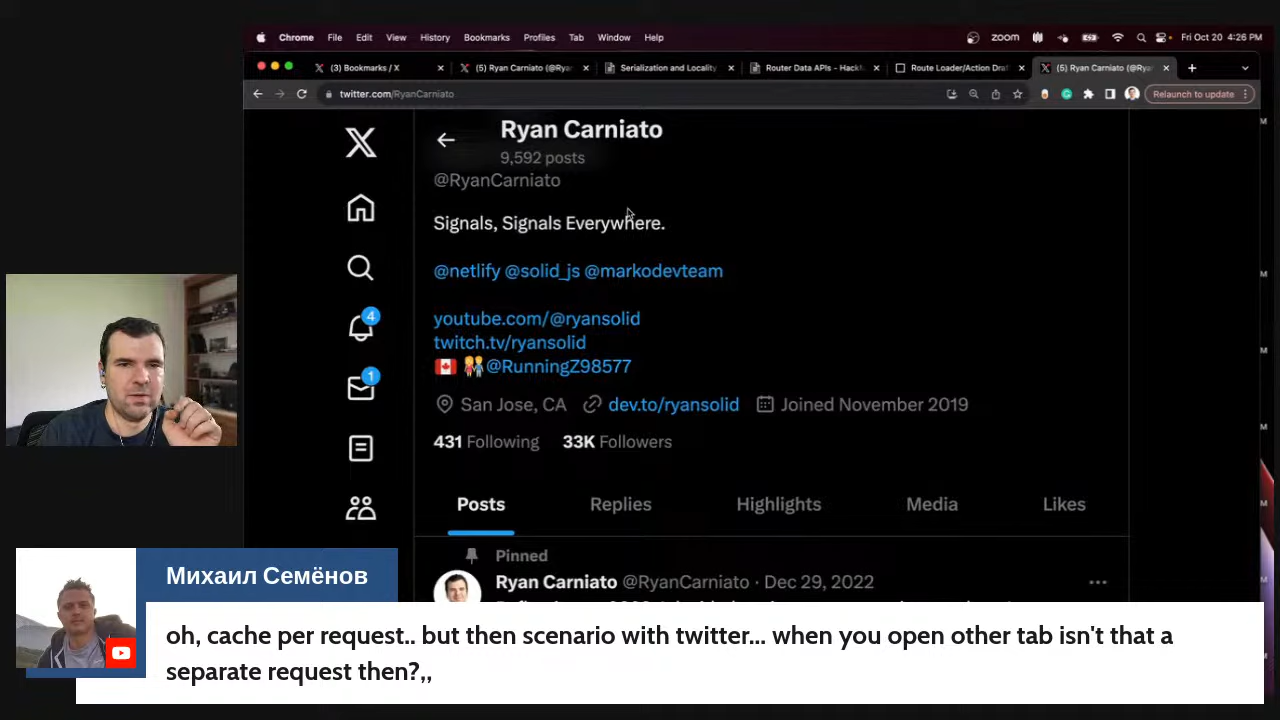 Chrome File Edit View History Bookmarks Profiles Tab Window Help zoom Fri Oct 20 4:26 PM
(3) Bookmarks / X (5) Ryan Carniato (@Rya Serialization and Locality Router Data APIs - Hack Route Loader/Action Dra (5) Ryan Carniato (@Rya
twitter.com/RyanCarniato Relaunch to update
Ryan Carniato
9,592 posts
@RyanCarniato
Signals, Signals Everywhere.
@netlify @solid_js @markodevteam
4
youtube.com/@ryansolid
twitch.tv/ryansolid
@RunningZ98577
1
San Jose, CA dev.to/ryansolid Joined November 2019
431 Following 33K Followers
Posts Replies Highlights Media Likes
Pinned
Ryan Carniato @RyanCarniato · Dec 29, 2022
Михаил Семёнов
oh, cache per request.. but then scenario with twitter... when you open other tab isn't that a
separate request then?,,